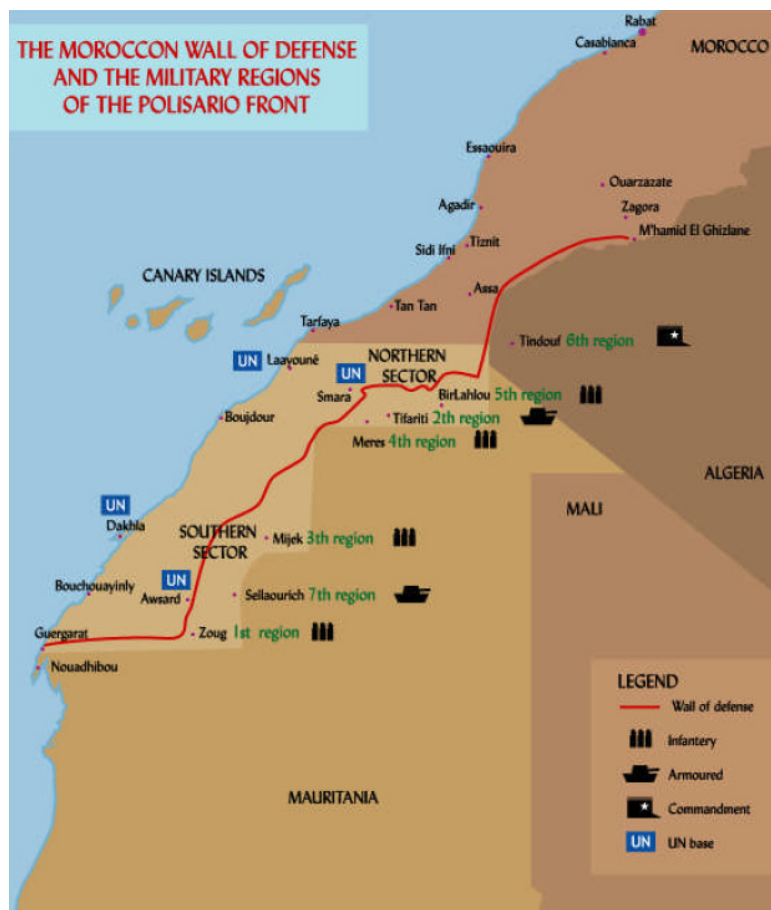 THE MOROCCON WALL OF DEFENSE
AND THE MILITARY REGIONS
OF THE POLISARIO FRONT
Rabat
Casabianca
MOROCCO
Essaouira
Ouarzazate
Agadir
Zagora
M'hamid El Ghizlane
Tiznit
Sidi Ifni
CANARY ISLANDS
Assa
Tan Tan
Tarfaya
Tindouf 6th region
UN
Laayouné
NORTHERN
SECTOR
UN
Smara
BirLahlou 5th region
Boujdour
Tifariti 2th region
Meres 4th region
ALGERIA
MALI
UN
Dakhla
SOUTHERN
SECTOR
Mijek 3th region
UN
Bouchouayinly
Awsard
Sellaourich 7th region
Guergarat
Zoug 1st region
Nouadhibou
MAURITANIA
LEGEND
Wall of defense
Infantery
Armoured
Commandment
UN
UN base